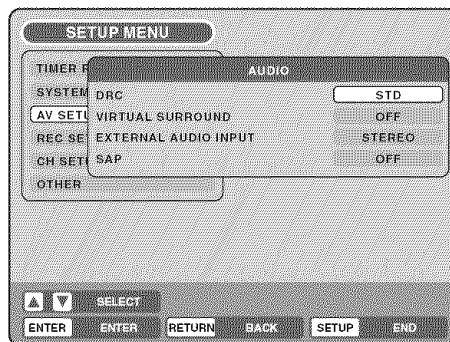 SETUP MENU
TIMER R
AUDIO
SYSTEM
DRC STD
AV SETU
VIRTUAL SURROUND OFF
REC SE
EXTERNAL AUDIO INPUT STEREO
CH SETU
SAP OFF
OTHER
SELECT
ENTER ENTER RETURN BACK SETUP END